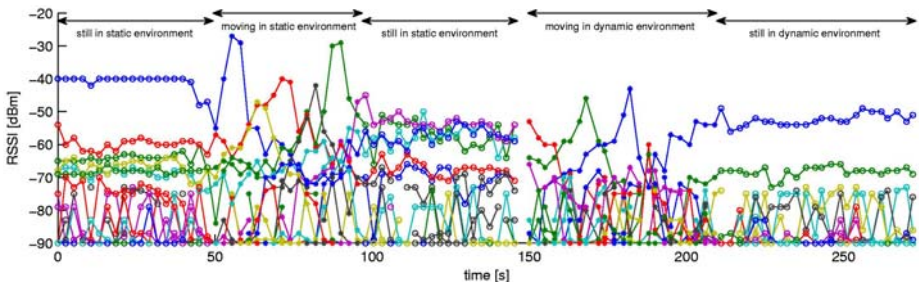 -20
still in static environment
moving in static environment
still in static environment
moving in dynamic environment
still in dynamic environment
-30
-40
-50
-60
-70
-80
-90
RSSI [dBm]
0
50
100
150
200
250
time [s]